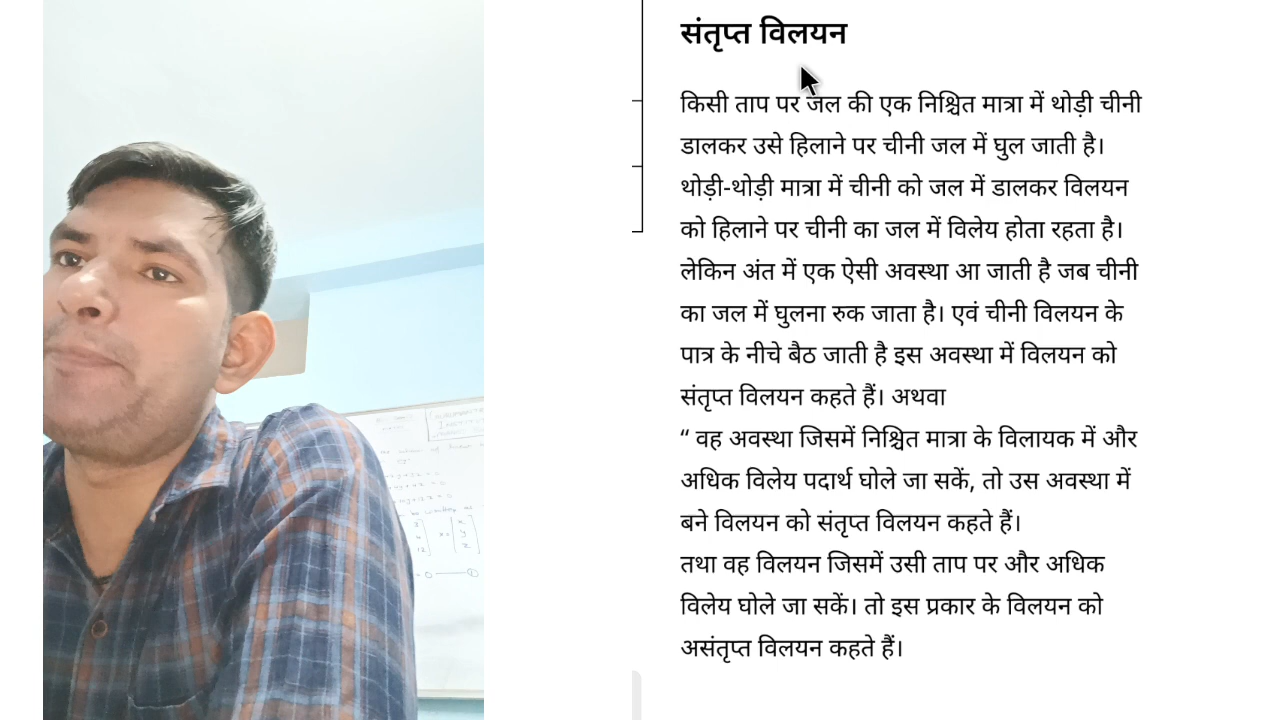 संतृप्त विलयन
किसी ताप पर जल की एक निश्चित मात्रा में थोड़ी चीनी
डालकर उसे हिलाने पर चीनी जल में घुल जाती है।
थोड़ी-थोड़ी मात्रा में चीनी को जल में डालकर विलयन
को हिलाने पर चीनी का जल में विलेय होता रहता है।
लेकिन अंत में एक ऐसी अवस्था आ जाती है जब चीनी
का जल में घुलना रुक जाता है। एवं चीनी विलयन के
पात्र के नीचे बैठ जाती है इस अवस्था में विलयन को
संतृप्त विलयन कहते हैं। अथवा
“ वह अवस्था जिसमें निश्चित मात्रा के विलायक में और
अधिक विलेय पदार्थ घोले जा सकें, तो उस अवस्था में
बने विलयन को संतृप्त विलयन कहते हैं।
तथा वह विलयन जिसमें उसी ताप पर और अधिक
विलेय घोले जा सकें। तो इस प्रकार के विलयन को
असंतृप्त विलयन कहते हैं।